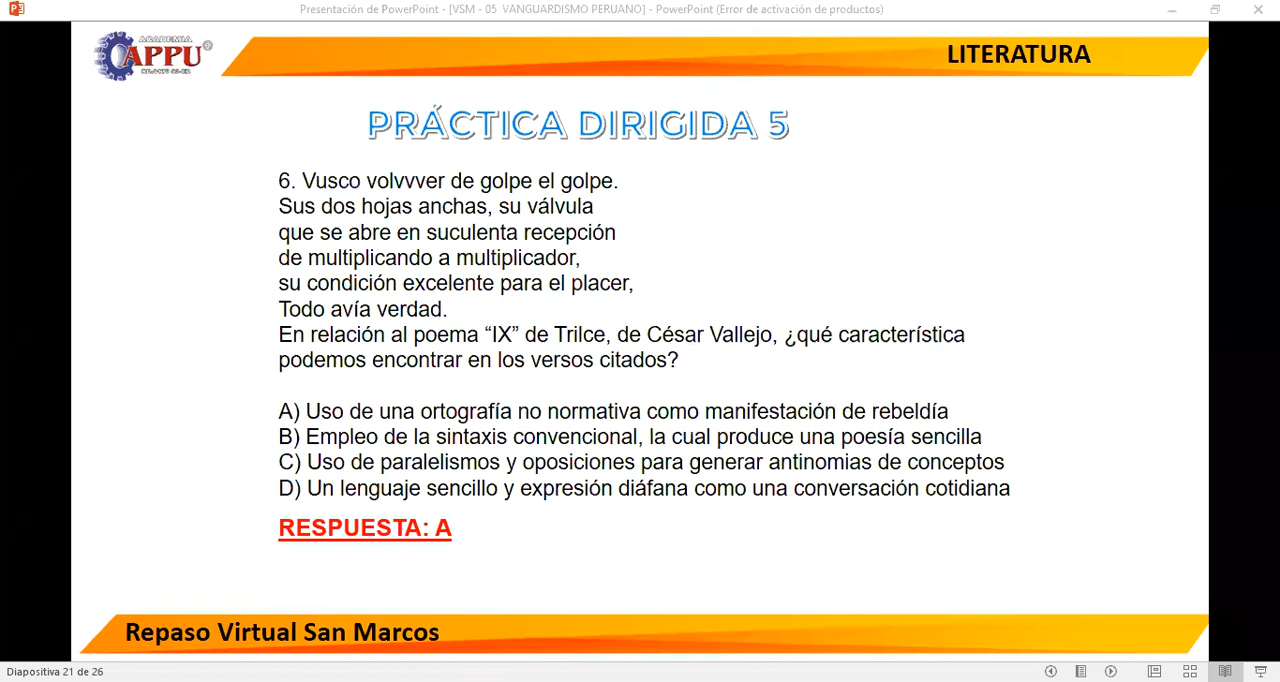 Presentación de PowerPoint - [VSM - 05 VANGUARDISMO PERUANO] - PowerPoint (Error de activación de productos)
ACADEMIA
APPU
LITERATURA
PRÁCTICA DIRIGIDA 5
6. Vusco volvvver de golpe el golpe.
Sus dos hojas anchas, su válvula
que se abre en suculenta recepción
de multiplicando a multiplicador,
su condición excelente para el placer,
Todo avía verdad.
En relación al poema “IX” de Trilce, de César Vallejo, ¿qué característica
podemos encontrar en los versos citados?
A) Uso de una ortografía no normativa como manifestación de rebeldía
B) Empleo de la sintaxis convencional, la cual produce una poesía sencilla
C) Uso de paralelismos y oposiciones para generar antinomias de conceptos
D) Un lenguaje sencillo y expresión diáfana como una conversación cotidiana
RESPUESTA: A
Repaso Virtual San Marcos
Diapositiva 21 de 26